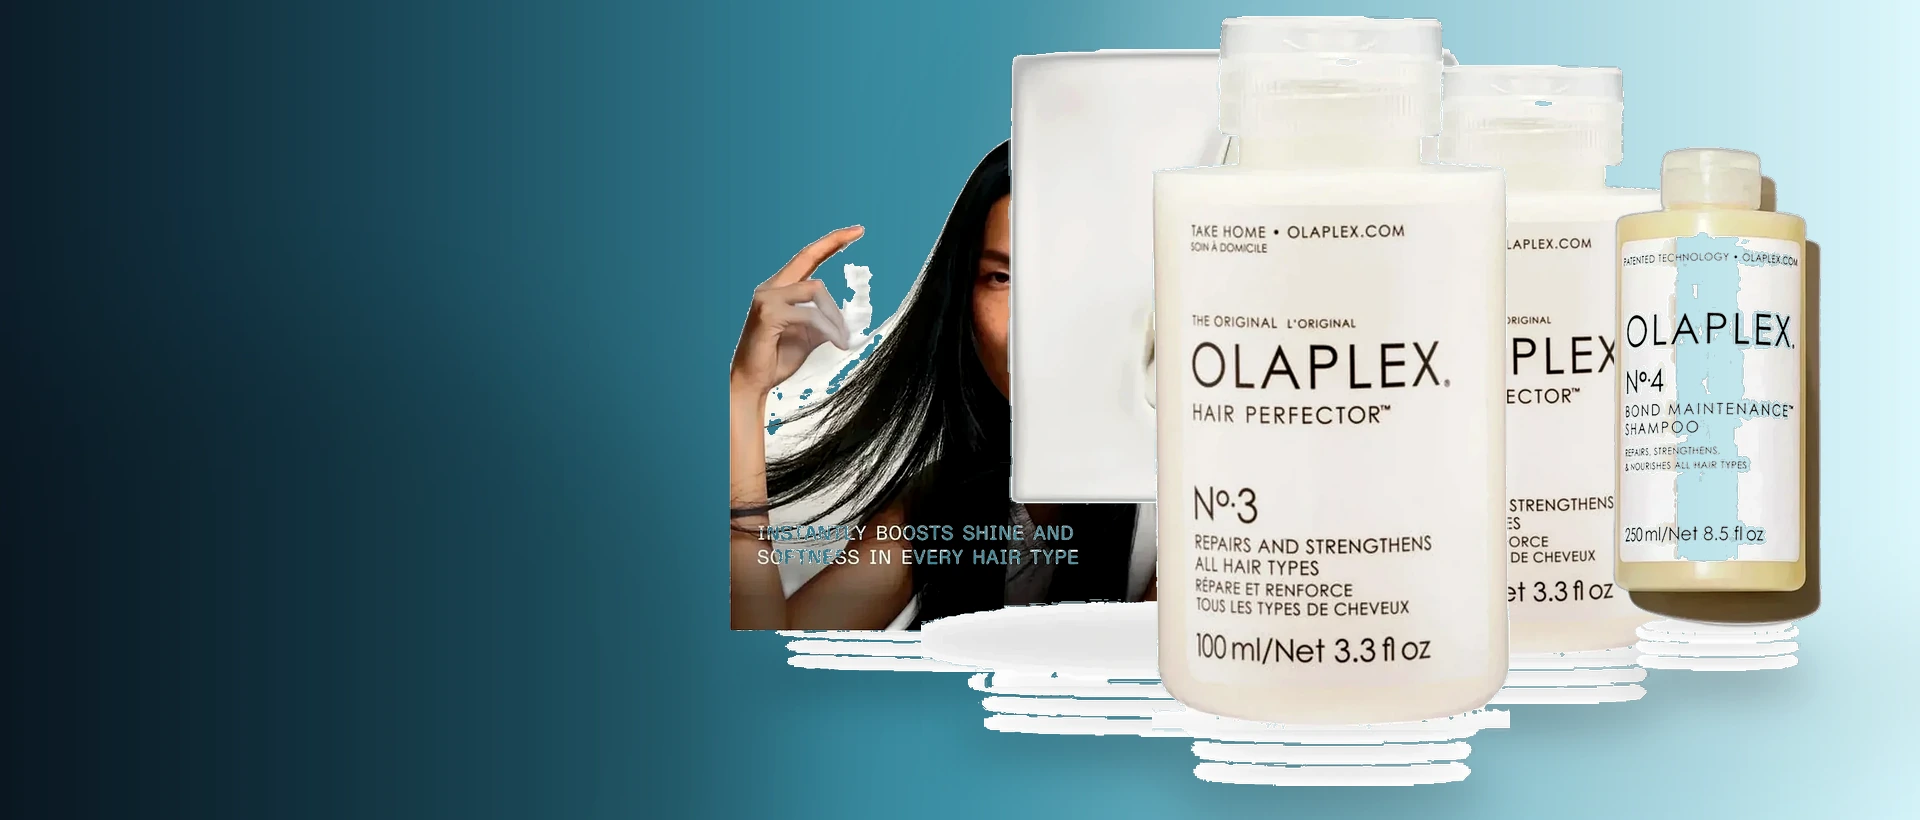 INSTANTLY BOOSTS SHINE AND
SOFTNESS IN EVERY HAIR TYPE
TAKE HOME • OLAPLEX.COM
SOIN À DOMICILE
THE ORIGINAL L'ORIGINAL
OLAPLEX.
HAIR PERFECTOR™
Nº.3
REPAIRS AND STRENGTHENS
ALL HAIR TYPES
RÉPARE ET RENFORCE
TOUS LES TYPES DE CHEVEUX
100 ml/Net 3.3 fl oz
LAPLEX.COM
ORIGINAL
PLEX
ECTOR™
STRENGTHENS
ES
ORCE
DE CHEVEUX
et 3.3 fl oz
PATENTED TECHNOLOGY • OLAPLEX.COM
OLAPLEX.
Nº.4
BOND MAINTENANCE™
SHAMPOO
REPAIRS, STRENGTHENS,
& NOURISHES ALL HAIR TYPES
250 ml/Net 8.5 fl oz